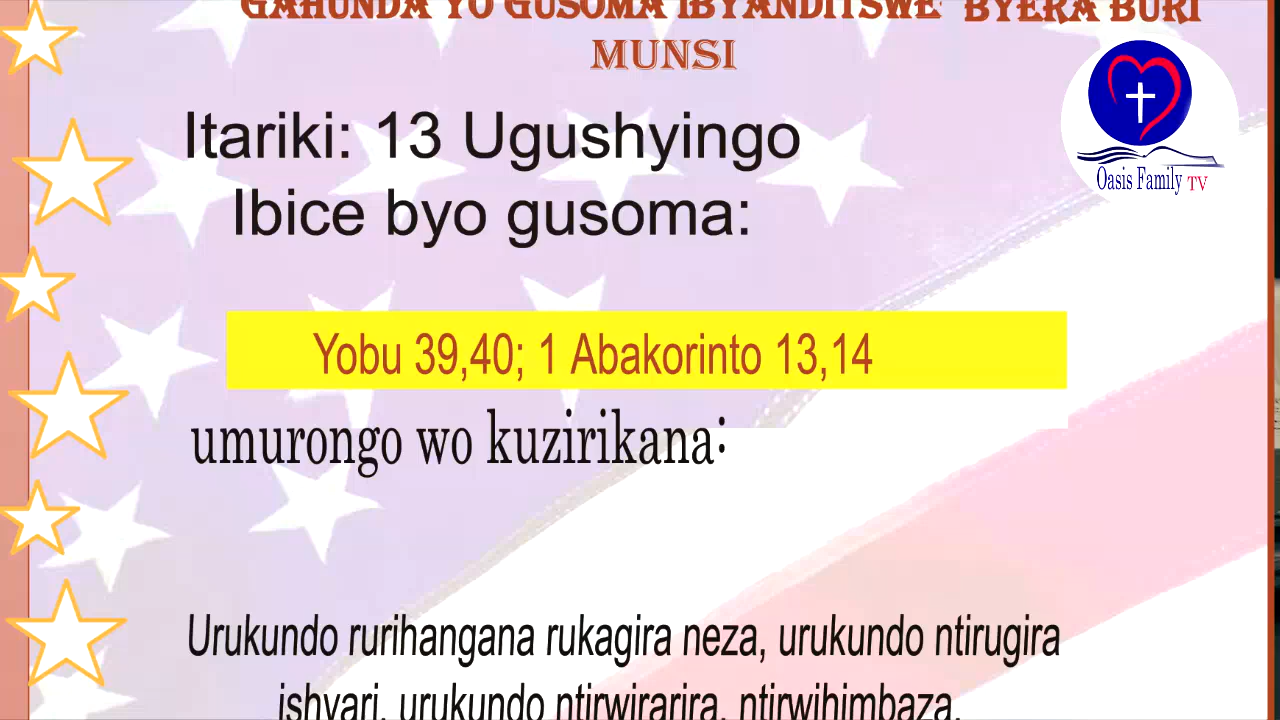 GAHUNDA YO GUSOMA IBYANDITSWE BYERA BURI
MUNSI
Oasis Family TV
Itariki: 13 Ugushyingo
Ibice byo gusoma:
Yobu 39,40; 1 Abakorinto 13,14
umurongo wo kuzirikana:
Urukundo rurihangana rukagira neza, urukundo ntirugira
ishyari, urukundo ntirwirarira, ntirwihimbaza,